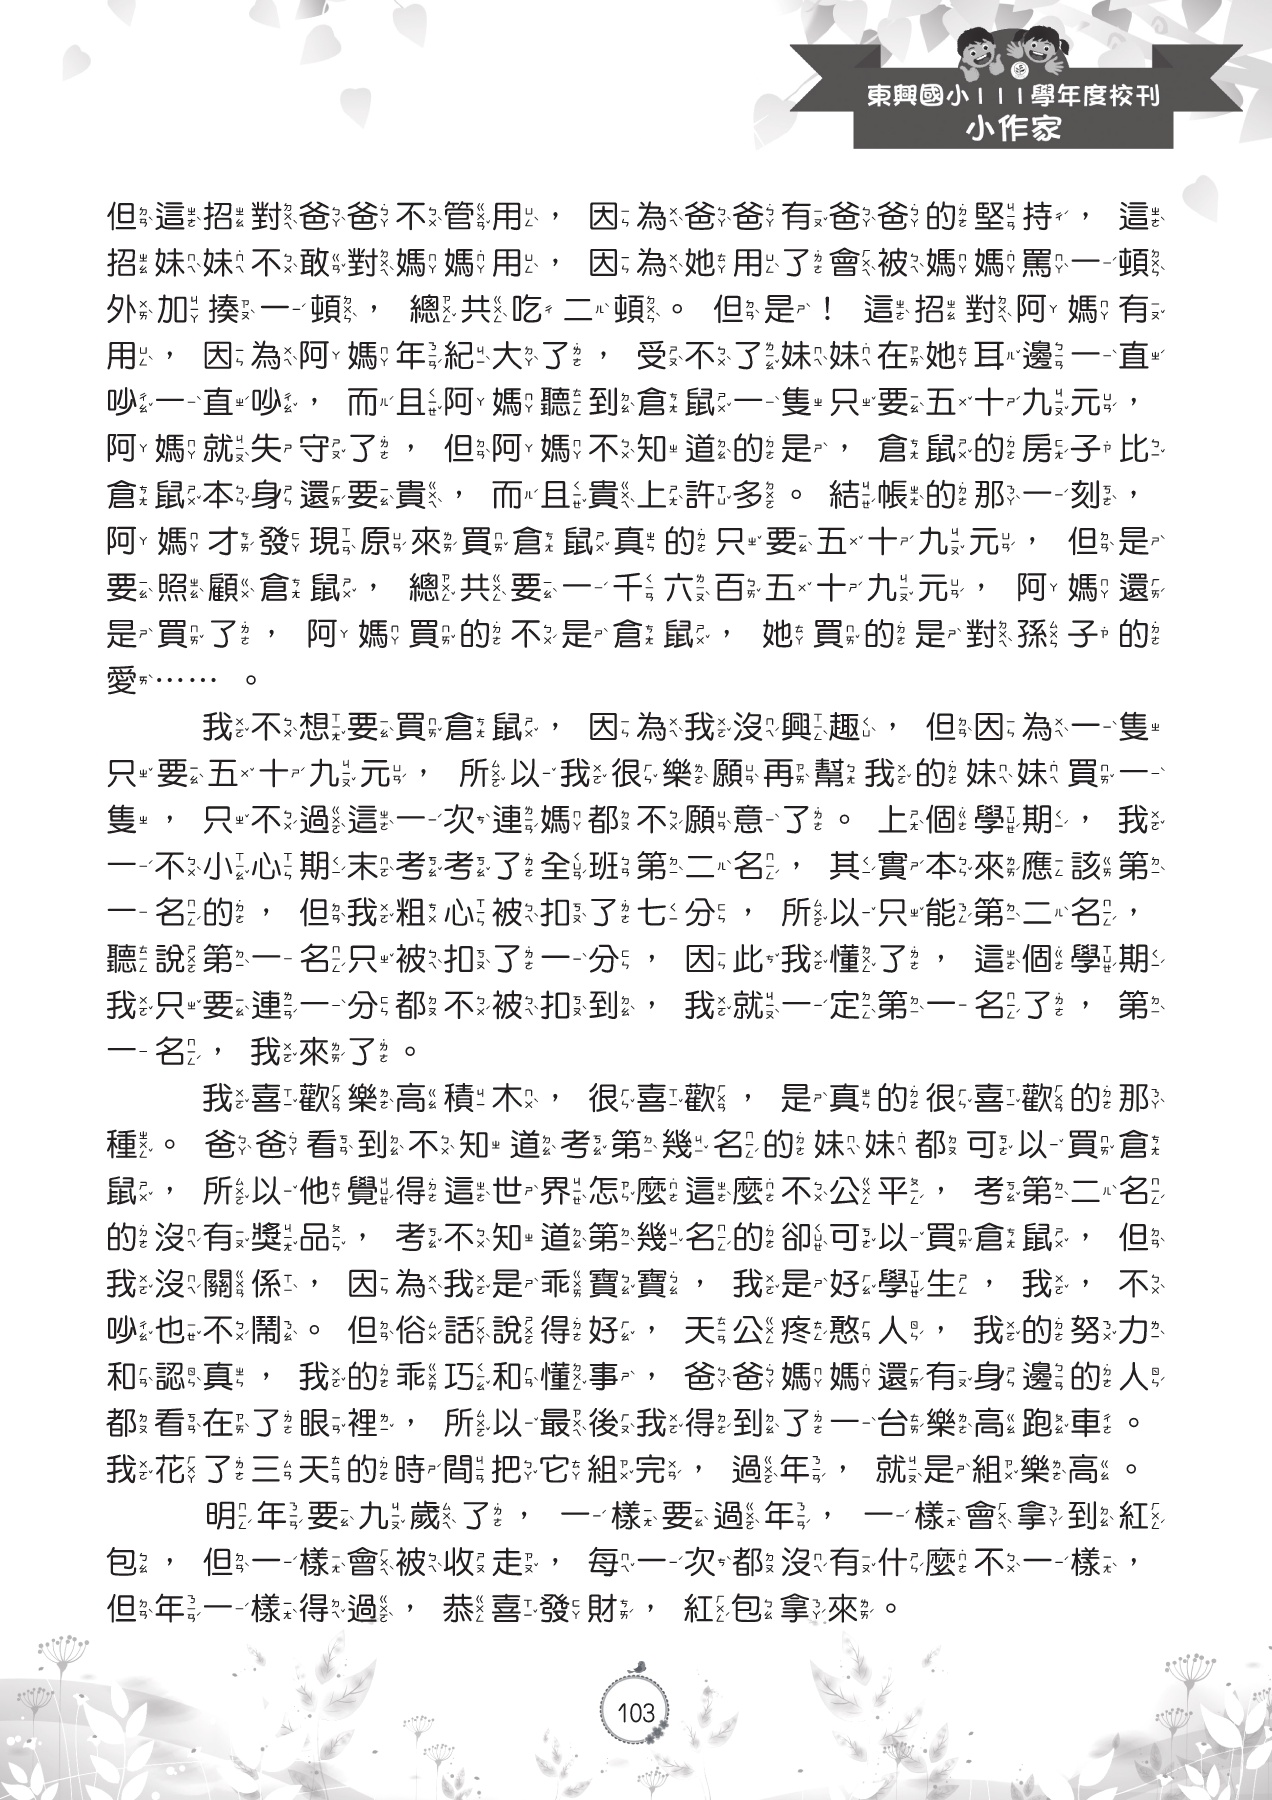 東興國小111學年度校刊
小作家
但這招對爸爸不管用，因為爸爸有爸爸的堅持，這
招妹妹不敢對媽媽用，因為她用了會被媽媽罵一頓
外加揍一頓，總共吃二頓。但是！這招對阿媽有
用，因為阿媽年紀大了，受不了妹妹在她耳邊一直
吵一直吵，而且阿媽聽到倉鼠一隻只要五十九元，
阿媽就失守了，但阿媽不知道的是，倉鼠的房子比
倉鼠本身還要貴，而且貴上許多。結帳的那一刻，
阿媽才發現原來買倉鼠真的只要五十九元，但是
要照顧倉鼠，總共要一千六百五十九元，阿媽還
是買了，阿媽買的不是倉鼠，她買的是對孫子的
愛……。
我不想要買倉鼠，因為我沒興趣，但因為一隻
只要五十九元，所以我很樂願再幫我的妹妹買一
隻，只不過這一次連媽都不願意了。上個學期，我
一不小心期末考考了全班第二名，其實本來應該第
一名的，但我粗心被扣了七分，所以只能第二名，
聽說第一名只被扣了一分，因此我懂了，這個學期
我只要連一分都不被扣到，我就一定第一名了，第
一名，我來了。
我喜歡樂高積木，很喜歡，是真的很喜歡的那
種。爸爸看到不知道考第幾名的妹妹都可以買倉
鼠，所以他覺得這世界怎麼這麼不公平，考第二名
的沒有獎品，考不知道第幾名的卻可以買倉鼠，但
我沒關係，因為我是乖寶寶，我是好學生，我，不
吵也不鬧。但俗話說得好，天公疼憨人，我的努力
和認真，我的乖巧和懂事，爸爸媽媽還有身邊的人
都看在了眼裡，所以最後我得到了一台樂高跑車。
我花了三天的時間把它組完，過年，就是組樂高。
明年要九歲了，一樣要過年，一樣會拿到紅
包，但一樣會被收走，每一次都沒有什麼不一樣，
但年一樣得過，恭喜發財，紅包拿來。
103